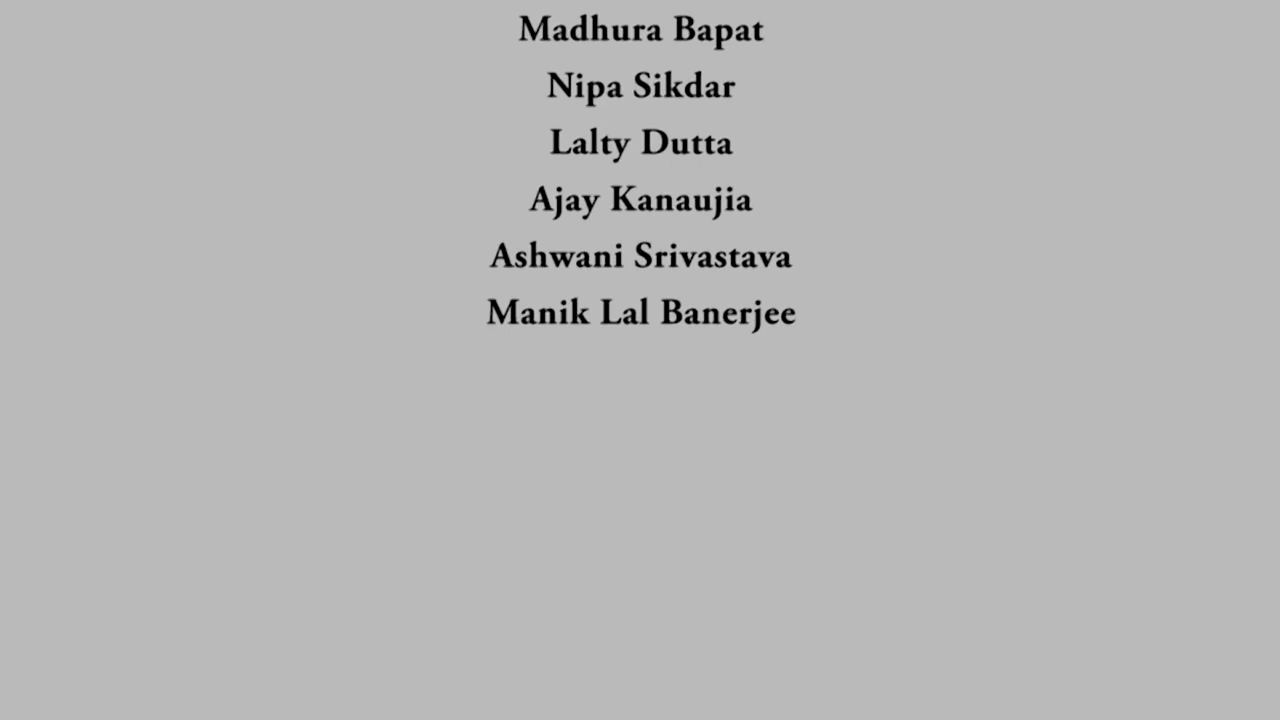 Madhura Bapat
Nipa Sikdar
Lalty Dutta
Ajay Kanaujia
Ashwani Srivastava
Manik Lal Banerjee